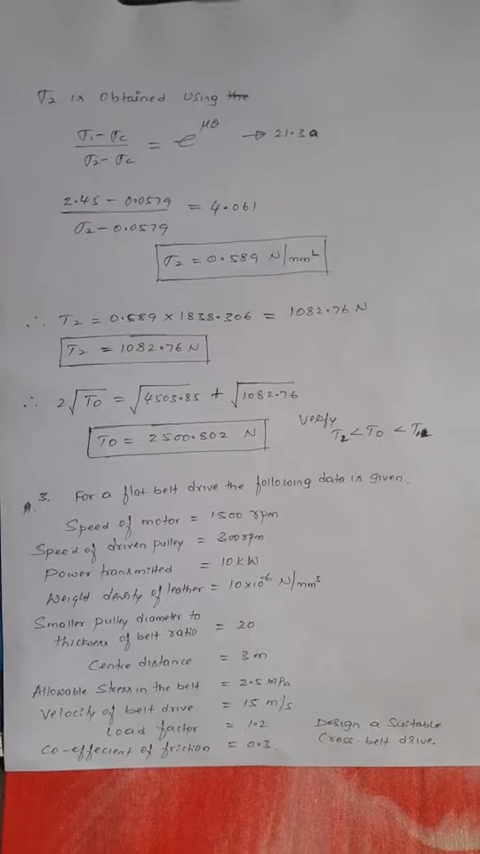 σ2 is obtained using the
(σ1 - σc) / (σ2 - σc) = e^μθ → 21.3a
(2.45 - 0.0579) / (σ2 - 0.0579) = 4.061
σ2 = 0.589 N/mm²
∴ T2 = 0.589 × 1838.306 = 1082.76 N
T2 = 1082.76 N
∴ 2√To = √4503.85 + √1082.76
To = 2500.802 N
Verify
T2 < To < T1
3. For a flat belt drive the following data is given.
Speed of motor = 1500 rpm
Speed of driven pulley = 300 rpm
Power transmitted = 10 kW
Weight density of leather = 10×10⁻⁶ N/mm³
Smaller pulley diameter to
thickness of belt ratio = 20
Centre distance = 3 m
Allowable stress in the belt = 2.5 MPa
Velocity of belt drive = 15 m/s
Load factor = 1.2
Co-effecient of friction = 0.3
Design a Suitable
Cross-belt drive.